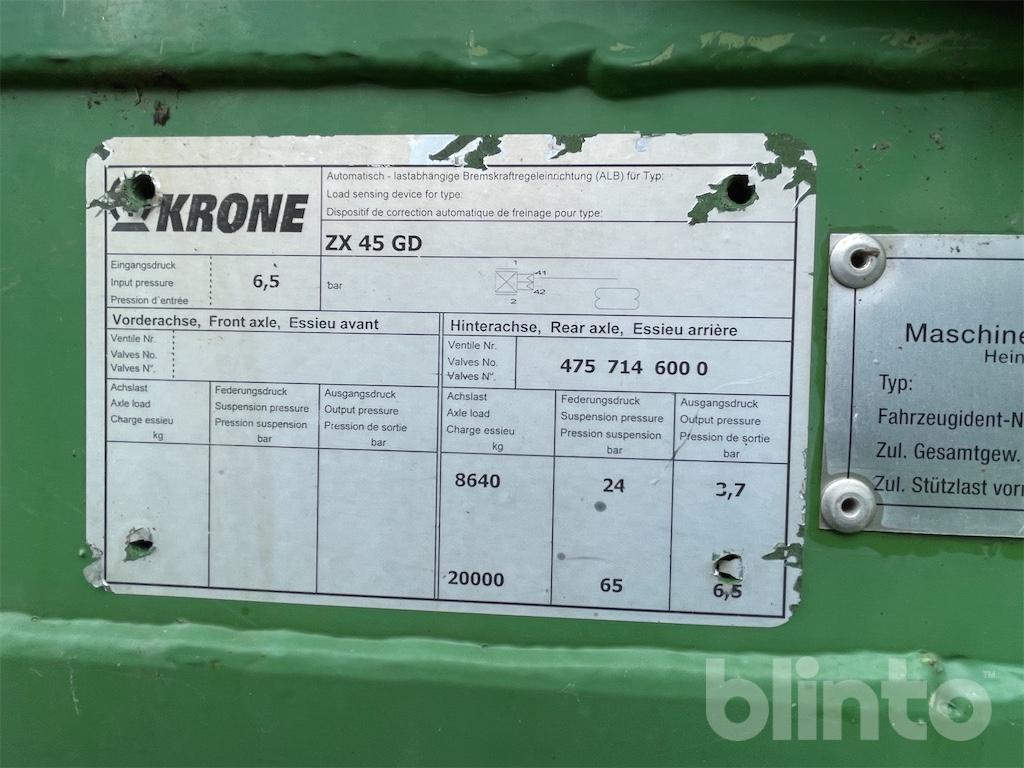 KRONE
Automatisch - lastabhängige Bremskraftregeleinrichtung (ALB) für Typ:
Load sensing device for type:
Dispositif de correction automatique de freinage pour type:
ZX 45 GD
Eingangsdruck
Input pressure
Pression d'entrée
6,5
bar
1
41
42
2
Vorderachse, Front axle, Essieu avant
Ventile Nr.
Valves No.
Valves N°.
Achslast
Axle load
Charge essieu
kg
Federungsdruck
Suspension pressure
Pression suspension
bar
Ausgangsdruck
Output pressure
Pression de sortie
bar
Hinterachse, Rear axle, Essieu arrière
Ventile Nr.
Valves No.
Valves N°.
475 714 600 0
Achslast
Axle load
Charge essieu
kg
Federungsdruck
Suspension pressure
Pression suspension
bar
Ausgangsdruck
Output pressure
Pression de sortie
bar
8640 24 3,7
20000 65 6,5
Maschine
Hein
Typ:
Fahrzeugident-N
Zul. Gesamtgew.
Zul. Stützlast vorn
blinto™